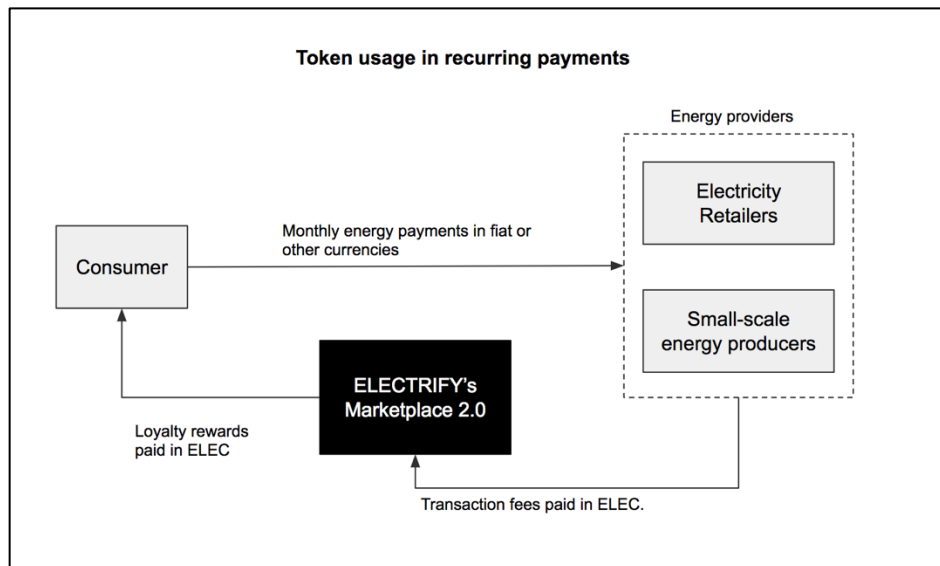 Token usage in recurring payments
Energy providers
Electricity
Retailers
Monthly energy payments in fiat or
other currencies
Consumer
Small-scale
energy producers
ELECTRIFY's
Marketplace 2.0
Loyalty rewards
paid in ELEC
Transaction fees paid in ELEC.